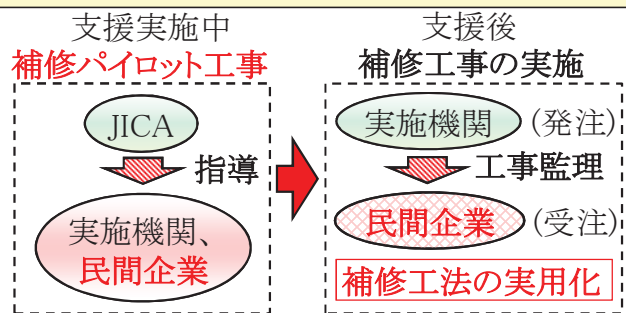 支援実施中
補修パイロット工事
JICA
指導
実施機関、
民間企業
支援後
補修工事の実施
実施機関 (発注)
工事監理
民間企業 (受注)
補修工法の実用化